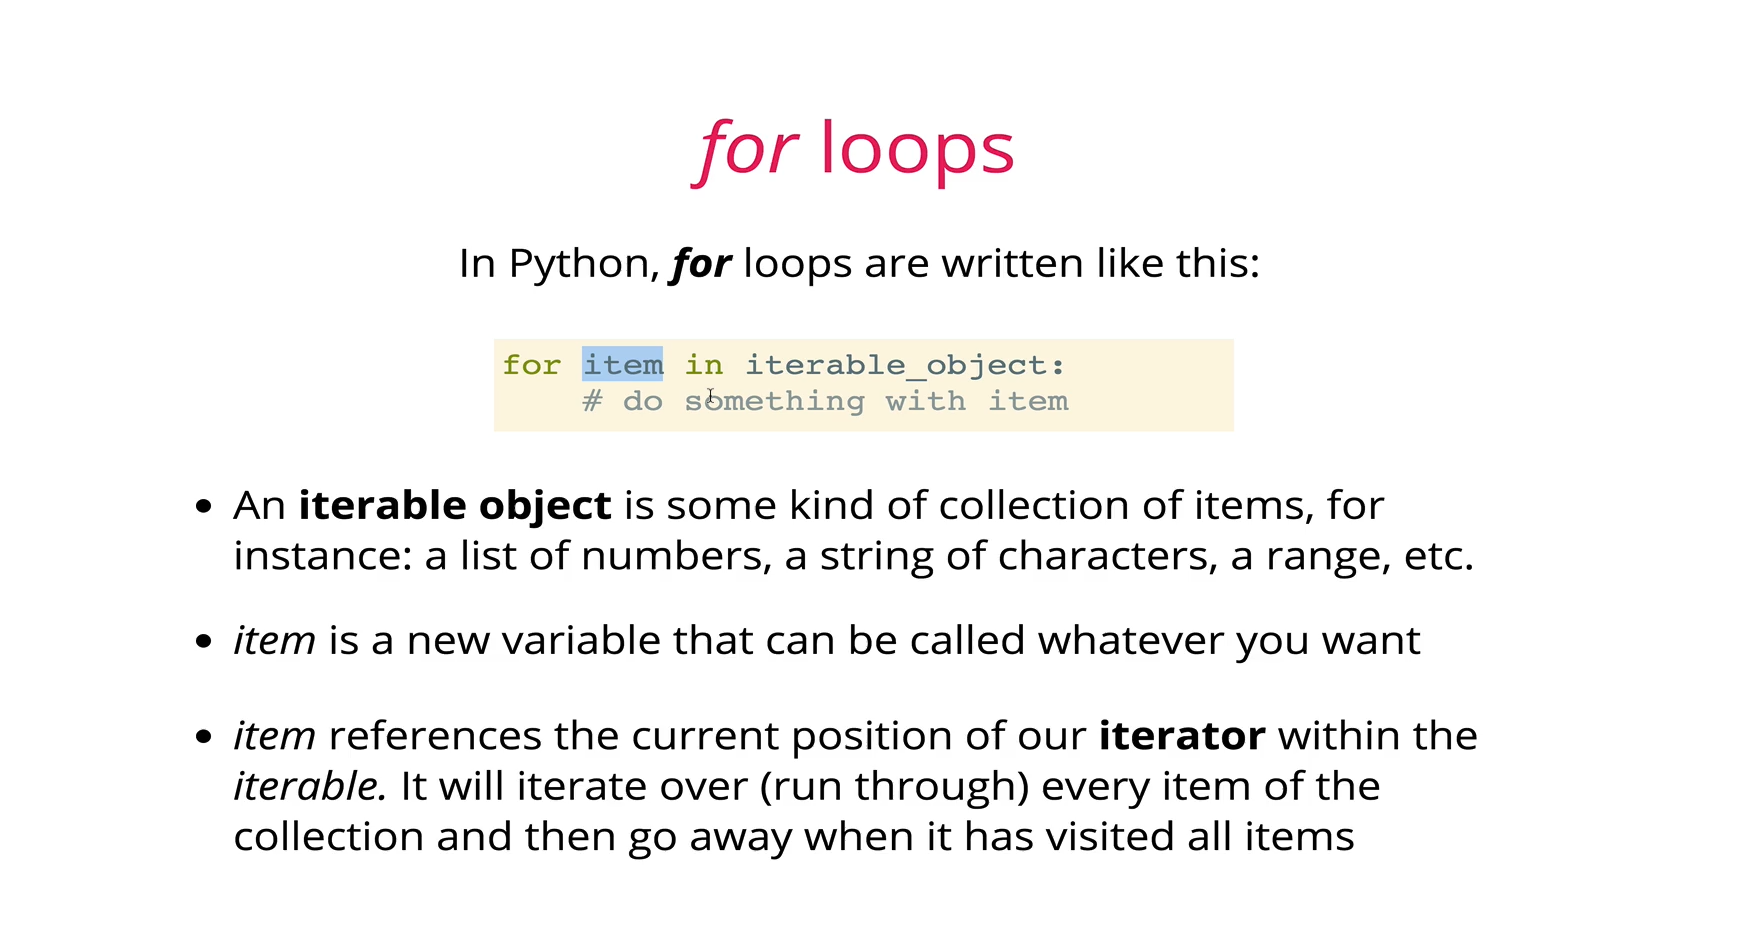 for loops
In Python, for loops are written like this:
for item in iterable_object:
    # do something with item
• An iterable object is some kind of collection of items, for
instance: a list of numbers, a string of characters, a range, etc.
• item is a new variable that can be called whatever you want
• item references the current position of our iterator within the
iterable. It will iterate over (run through) every item of the
collection and then go away when it has visited all items